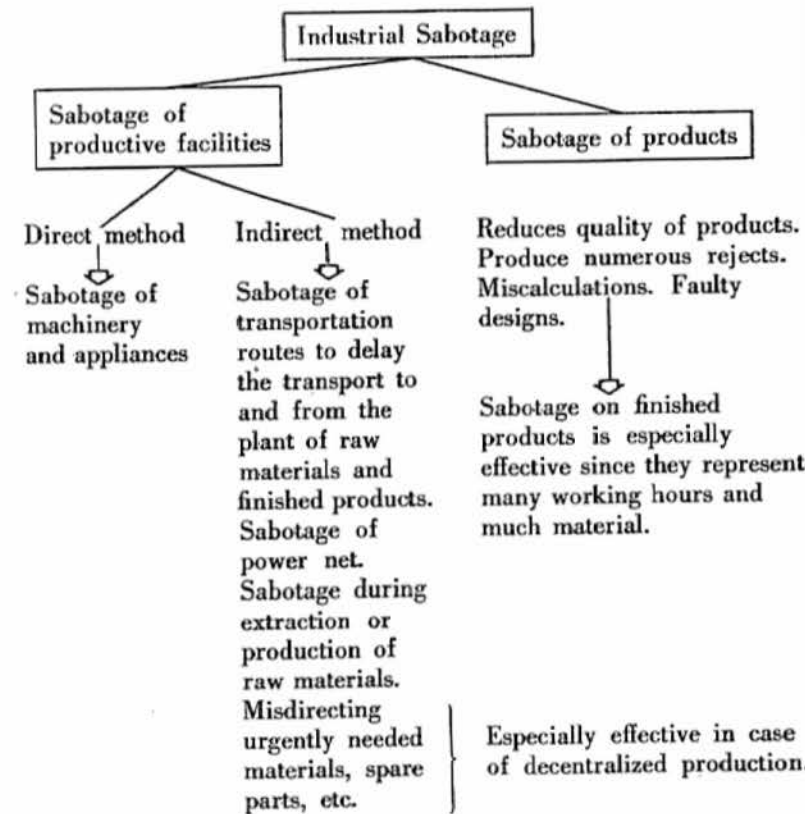 Industrial Sabotage
Sabotage of
productive facilities
Sabotage of products
Direct method
Sabotage of
machinery
and appliances
Indirect method
Sabotage of
transportation
routes to delay
the transport to
and from the
plant of raw
materials and
finished products.
Sabotage of
power net.
Sabotage during
extraction or
production of
raw materials.
Misdirecting
urgently needed
materials, spare
parts, etc.
Especially effective in case
of decentralized production.
Reduces quality of products.
Produce numerous rejects.
Miscalculations. Faulty
designs.
Sabotage on finished
products is especially
effective since they represent
many working hours and
much material.